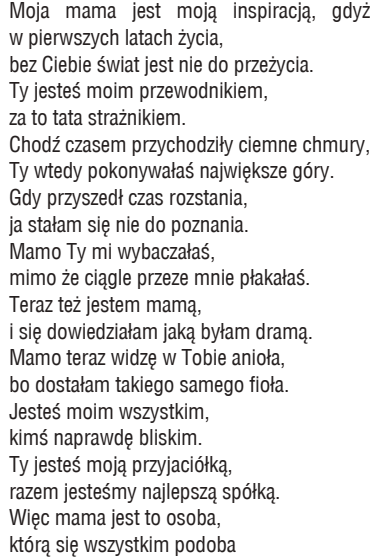 Moja mama jest moją inspiracją, gdyż
w pierwszych latach życia,
bez Ciebie świat jest nie do przeżycia.
Ty jesteś moim przewodnikiem,
za to tata strażnikiem.
Chodź czasem przychodziły ciemne chmury,
Ty wtedy pokonywałaś największe góry.
Gdy przyszedł czas rozstania,
ja stałam się nie do poznania.
Mamo Ty mi wybaczałaś,
mimo że ciągle przeze mnie płakałaś.
Teraz też jestem mamą,
i się dowiedziałam jaką byłam dramą.
Mamo teraz widzę w Tobie anioła,
bo dostałam takiego samego fioła.
Jesteś moim wszystkim,
kimś naprawdę bliskim.
Ty jesteś moją przyjaciółką,
razem jesteśmy najlepszą spółką.
Więc mama jest to osoba,
którą się wszystkim podoba